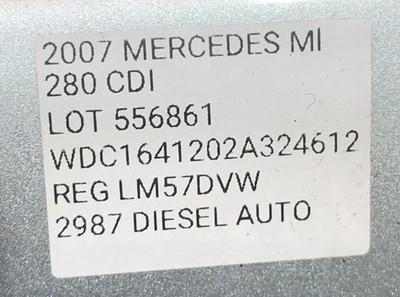 2007 MERCEDES MI
280 CDI
LOT 556861
WDC1641202A324612
REG LM57DVW
2987 DIESEL AUTO